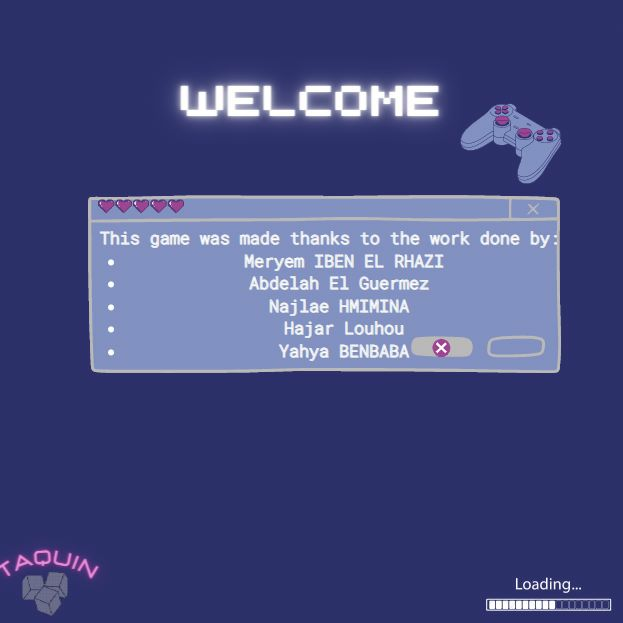 WELCOME
This game was made thanks to the work done by:
• Meryem IBEN EL RHAZI
• Abdelah El Guermez
• Najlae HMIMINA
• Hajar Louhou
• Yahya BENBABA
TAQUIN
Loading...